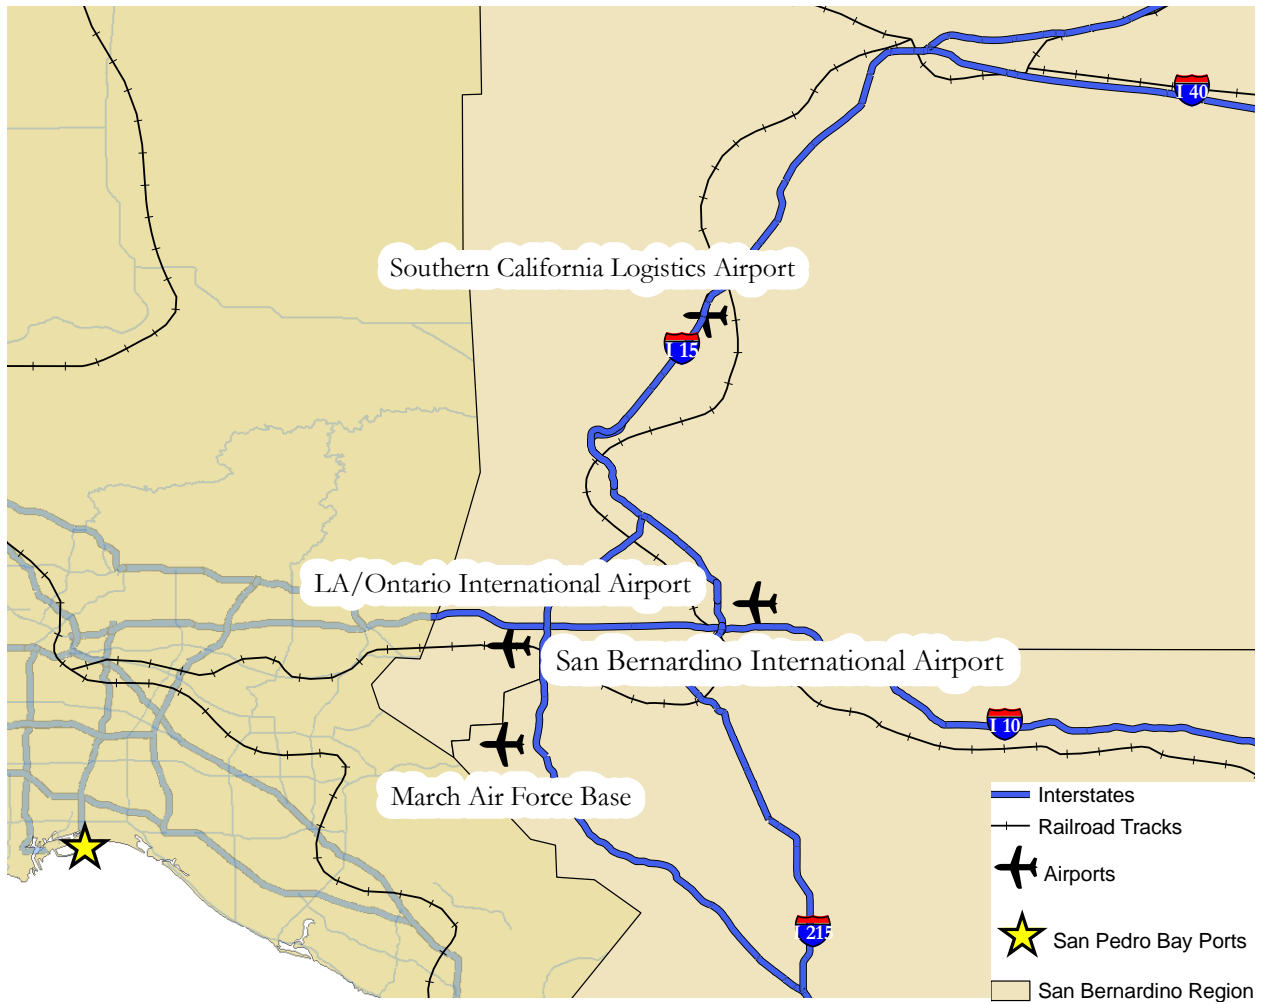 I 40
Southern California Logistics Airport
I 15
LA/Ontario International Airport
San Bernardino International Airport
I 10
March Air Force Base
I 215
Interstates
Railroad Tracks
Airports
San Pedro Bay Ports
San Bernardino Region